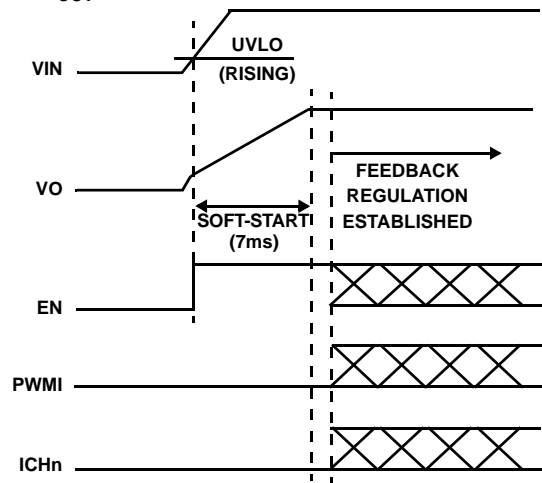 UVLO
VIN
(RISING)
FEEDBACK
VO
REGULATION
SOFT-START
ESTABLISHED
(7ms)
EN
PWMI
ICHn